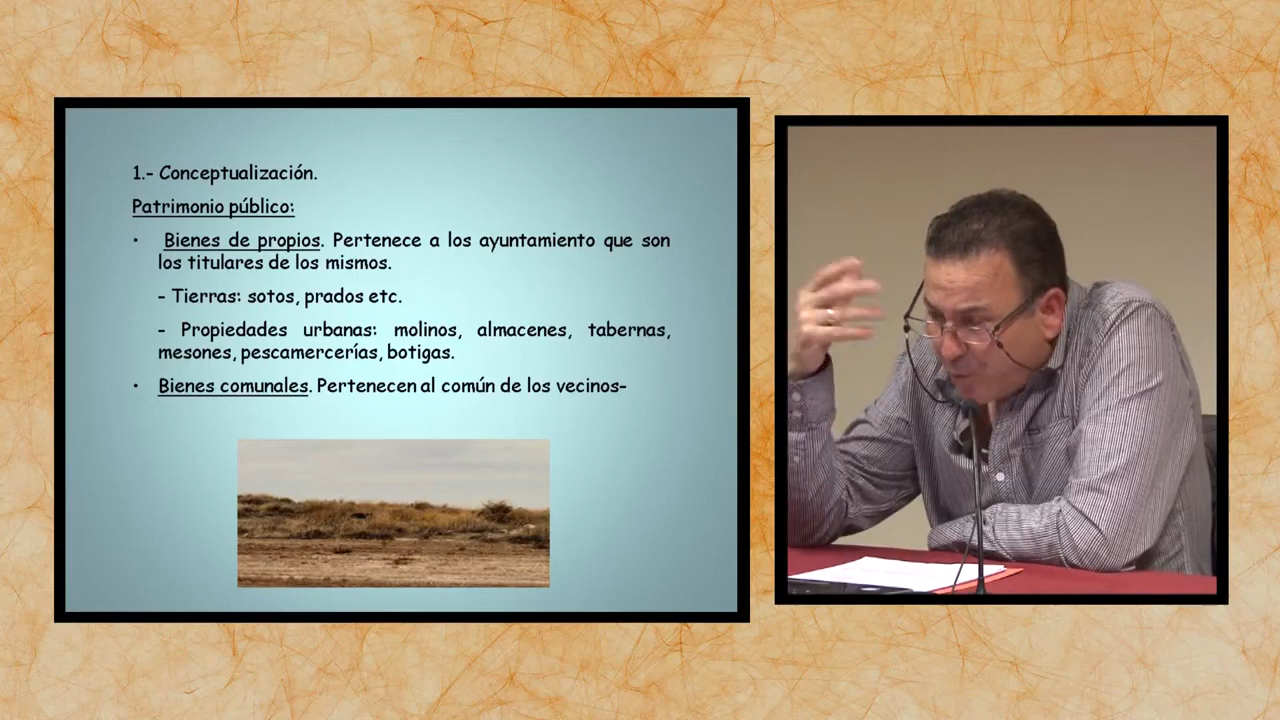 1.- Conceptualización.
Patrimonio público:
• Bienes de propios. Pertenece a los ayuntamiento que son
los titulares de los mismos.
- Tierras: sotos, prados etc.
- Propiedades urbanas: molinos, almacenes, tabernas,
mesones, pescamercerías, botigas.
• Bienes comunales. Pertenecen al común de los vecinos-